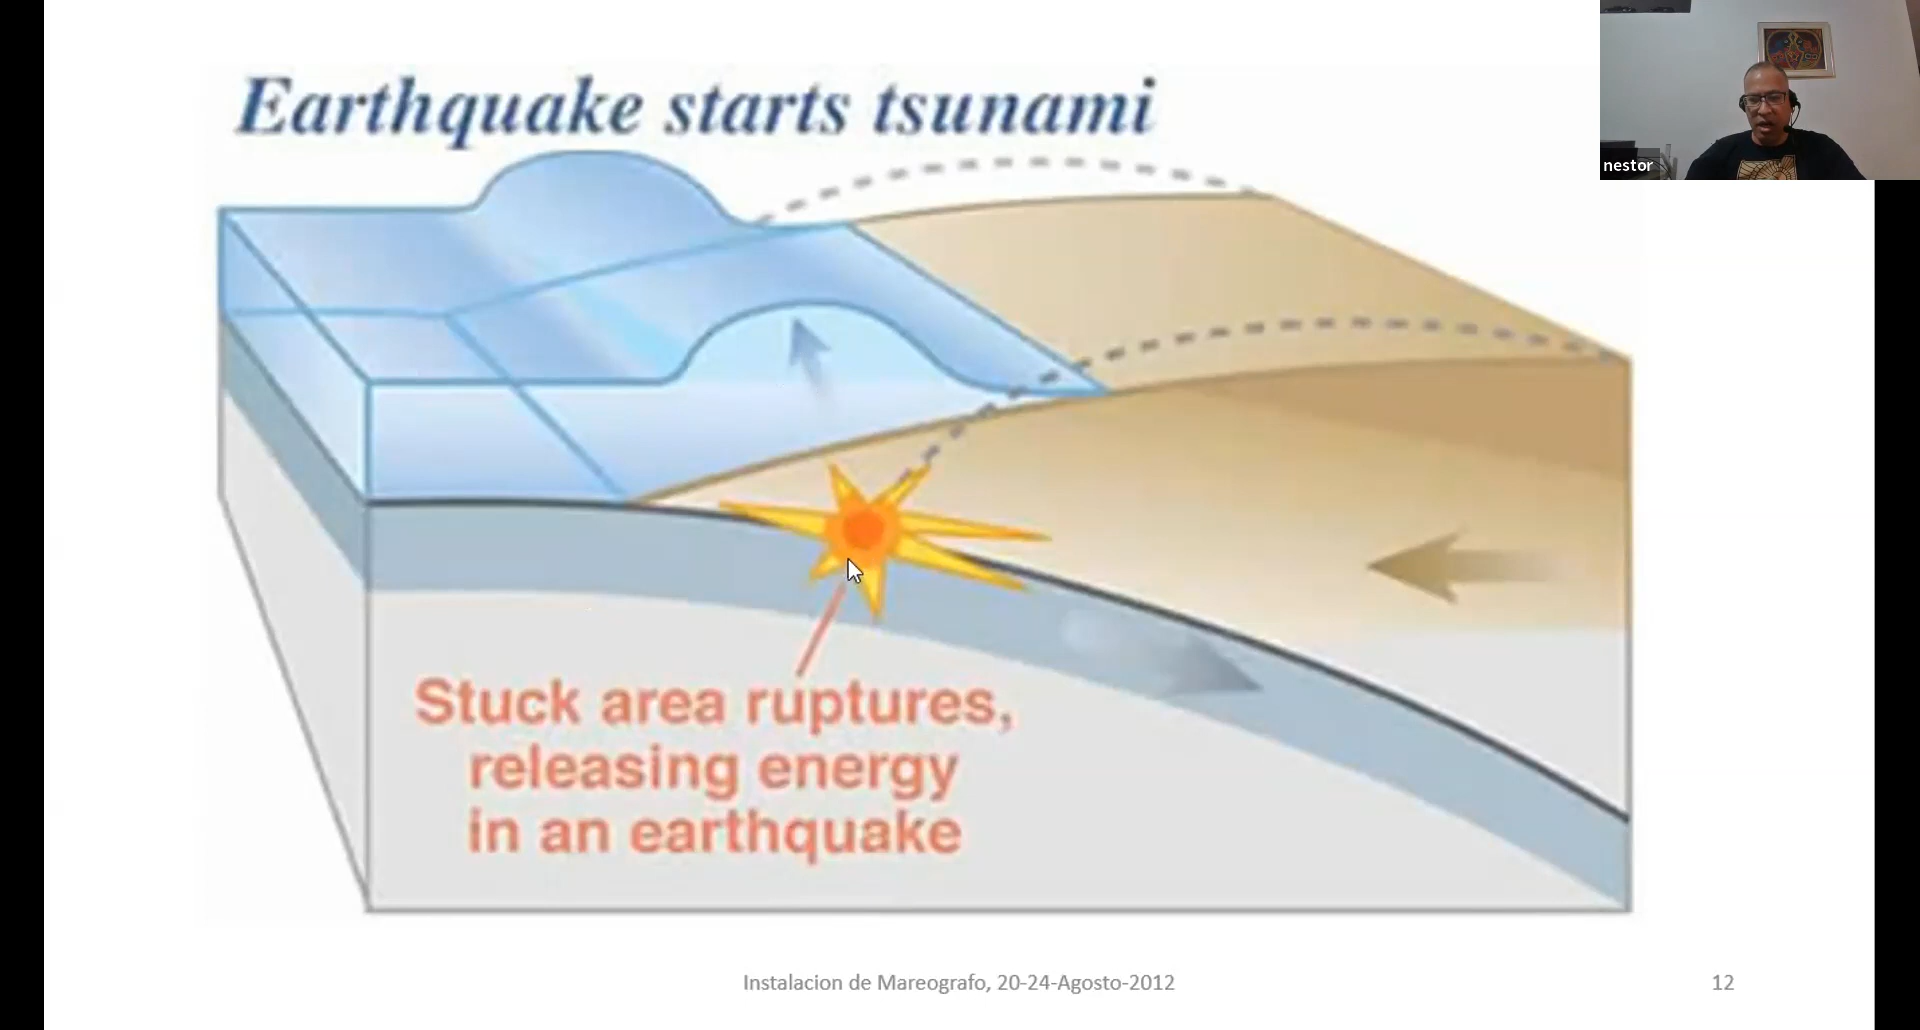 Earthquake starts tsunami
nestor
Stuck area ruptures,
releasing energy
in an earthquake
Instalacion de Mareografo, 20-24-Agosto-2012
12